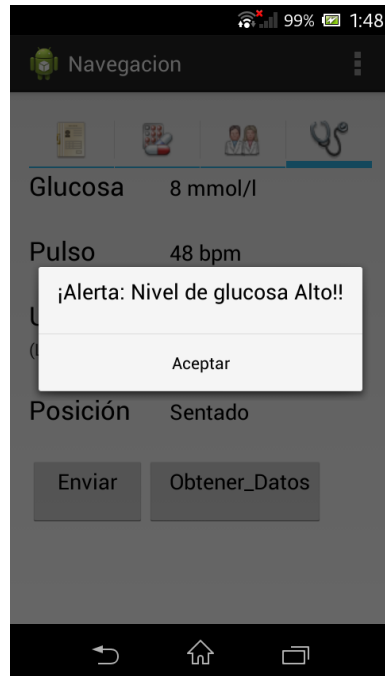 99% 1:48
Navegacion
Glucosa 8 mmol/l
Pulso 48 bpm
¡Alerta: Nivel de glucosa Alto!!
Aceptar
Posición Sentado
Enviar Obtener_Datos